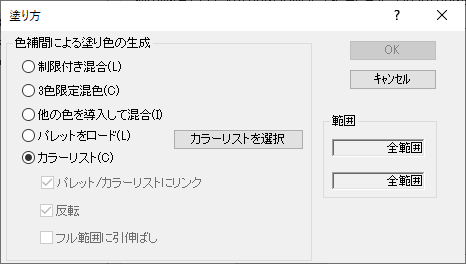 塗り方
? ×
色補間による塗り色の生成
制限付き混合(L)
3色限定混色(C)
他の色を導入して混合(I)
パレットをロード(L)
カラーリストを選択
カラーリスト(C)
パレット/カラーリストにリンク
反転
フル範囲に引伸ばし
OK
キャンセル
範囲
全範囲
全範囲